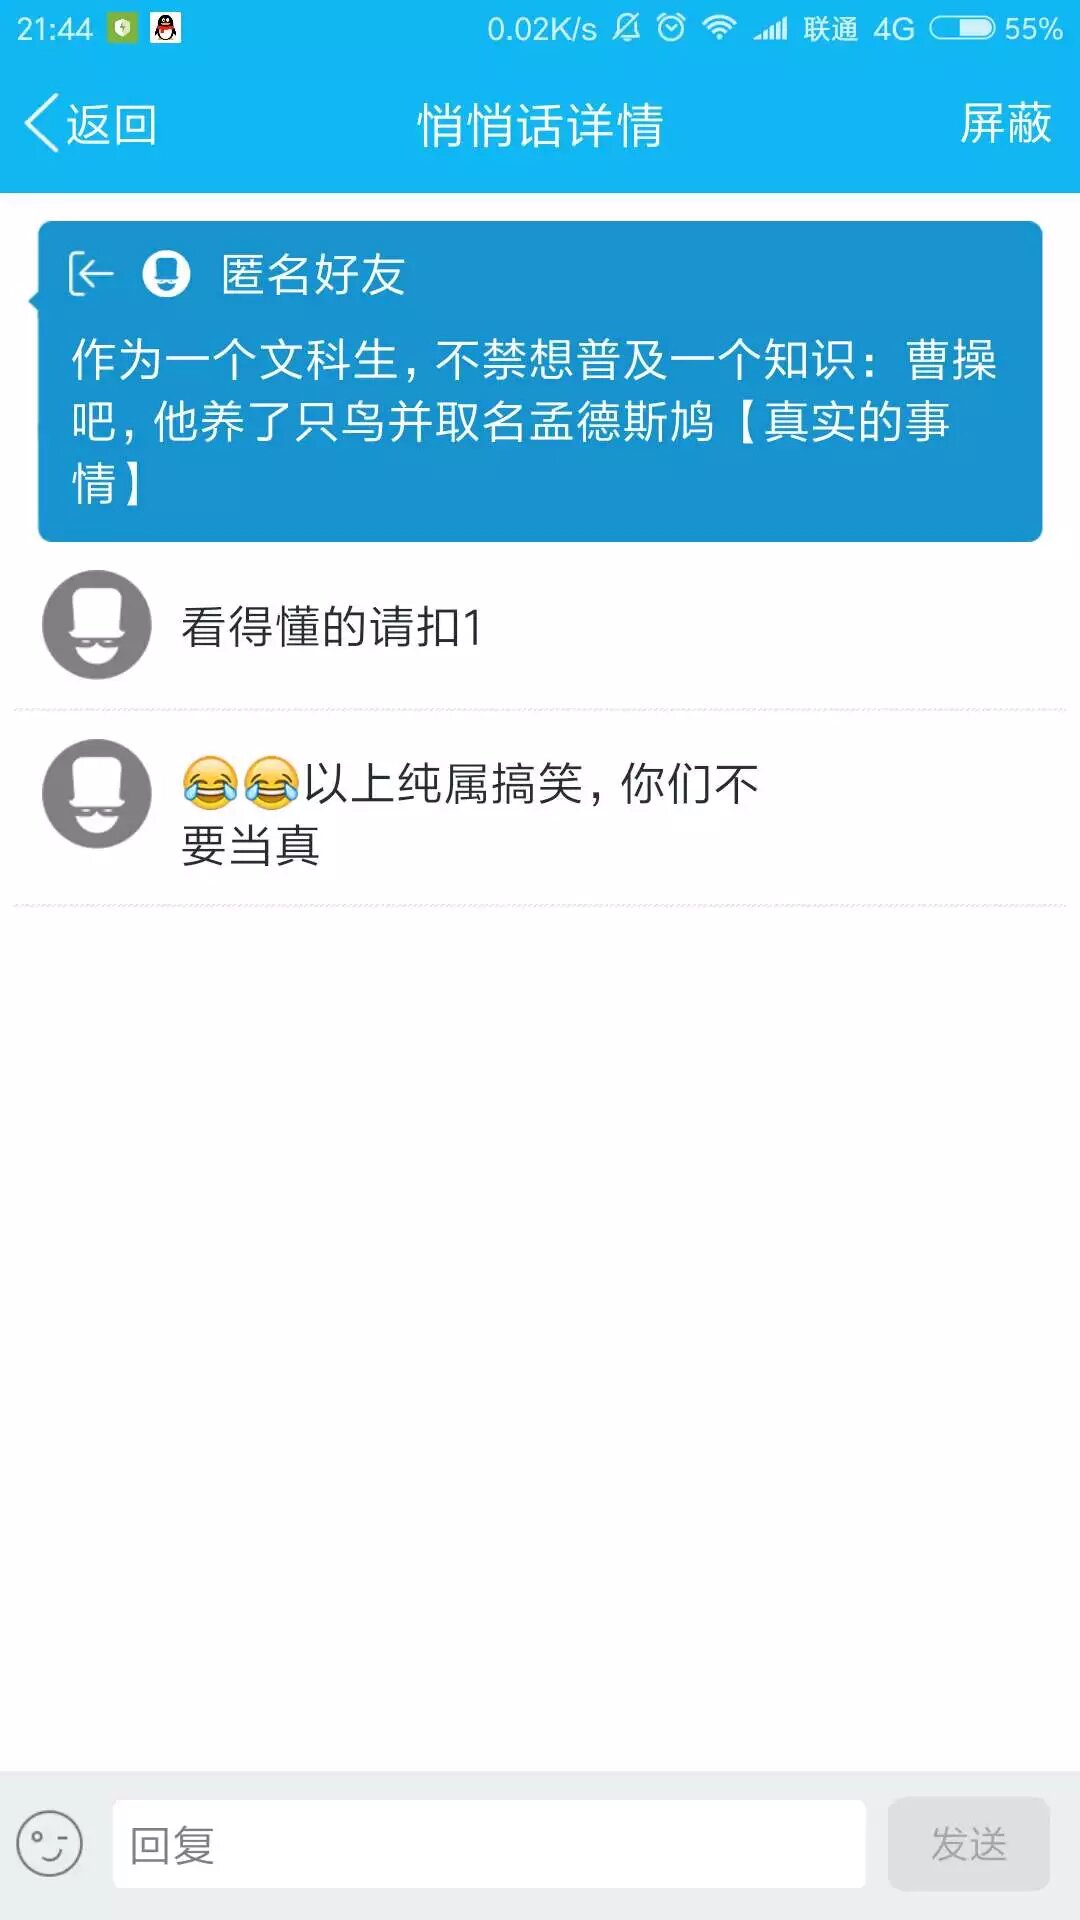 21:44 0.02K/s 联通 4G 55%
返回 悄悄话详情 屏蔽
匿名好友
作为一个文科生，不禁想普及一个知识：曹操
吧，他养了只鸟并取名孟德斯鸠【真实的事
情】
看得懂的请扣1
😂😂以上纯属搞笑，你们不
要当真
回复 发送